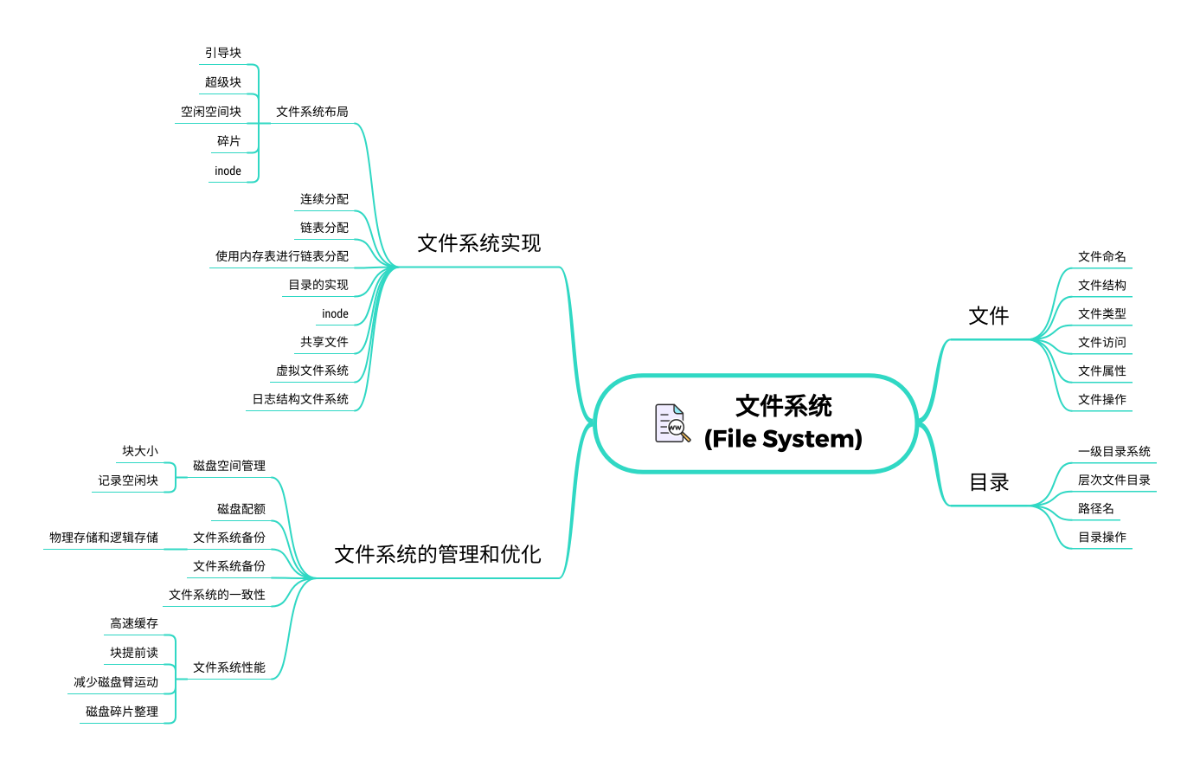 文件系统
(File System)
文件
文件命名
文件结构
文件类型
文件访问
文件属性
文件操作
目录
一级目录系统
层次文件目录
路径名
目录操作
文件系统实现
文件系统布局
引导块
超级块
空闲空间块
碎片
inode
连续分配
链表分配
使用内存表进行链表分配
目录的实现
inode
共享文件
虚拟文件系统
日志结构文件系统
文件系统的管理和优化
磁盘空间管理
块大小
记录空闲块
磁盘配额
文件系统备份
物理存储和逻辑存储
文件系统备份
文件系统的一致性
文件系统性能
高速缓存
块提前读
减少磁盘臂运动
磁盘碎片整理